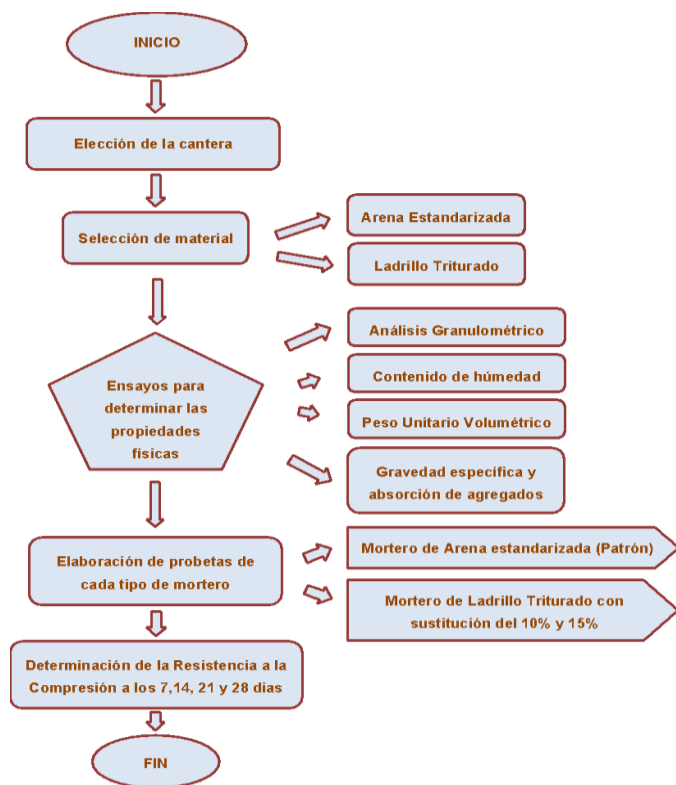 INICIO
Elección de la cantera
Selección de material
Arena Estandarizada
Ladrillo Triturado
Ensayos para
determinar las
propiedades
físicas
Análisis Granulométrico
Contenido de húmedad
Peso Unitario Volumétrico
Gravedad específica y
absorción de agregados
Elaboración de probetas de
cada tipo de mortero
Mortero de Arena estandarizada (Patrón)
Mortero de Ladrillo Triturado con
sustitución del 10% y 15%
Determinación de la Resistencia a la
Compresión a los 7,14, 21 y 28 días
FIN